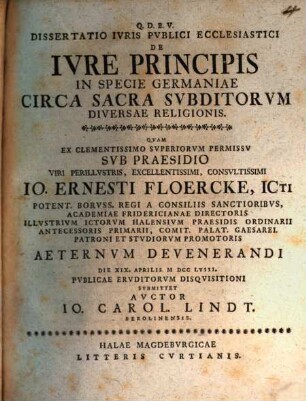 Q. D. B. V.
DISSERTATIO IVRIS PVBLICI ECCLESIASTICI
DE
IVRE PRINCIPIS
IN SPECIE GERMANIAE
CIRCA SACRA SVBDITORVM
DIVERSAE RELIGIONIS.
QVAM
EX CLEMENTISSIMO SVPERIORVM PERMISSV
SVB PRAESIDIO
VIRI PERILLVSTRIS, EXCELLENTISSIMI, CONSVLTISSIMI
IO. ERNESTI FLOERCKE, ICTI
POTENT. BORVSS. REGI A CONSILIIS SANCTIORIBVS,
ACADEMIAE FRIDERICIANAE DIRECTORIS
ILLVSTRIVM ICTORVM HALENSIVM PRAESIDIS ORDINARII
ANTECESSORIS PRIMARII, COMIT. PALAT. CAESAREI.
PATRONI ET STVDIORVM PROMOTORIS
AETERNVM DEVENERANDI
DIE XIX. APRILIS M DCC LVIII.
PVBLICAE ERVDITORVM DISQVISITIONI
SVBMITTET
AVCTOR
IO. CAROL. LINDT.
BEROLINENSIS.
HALAE MAGDEBVRGICAE
LITTERIS CVRTIANIS.